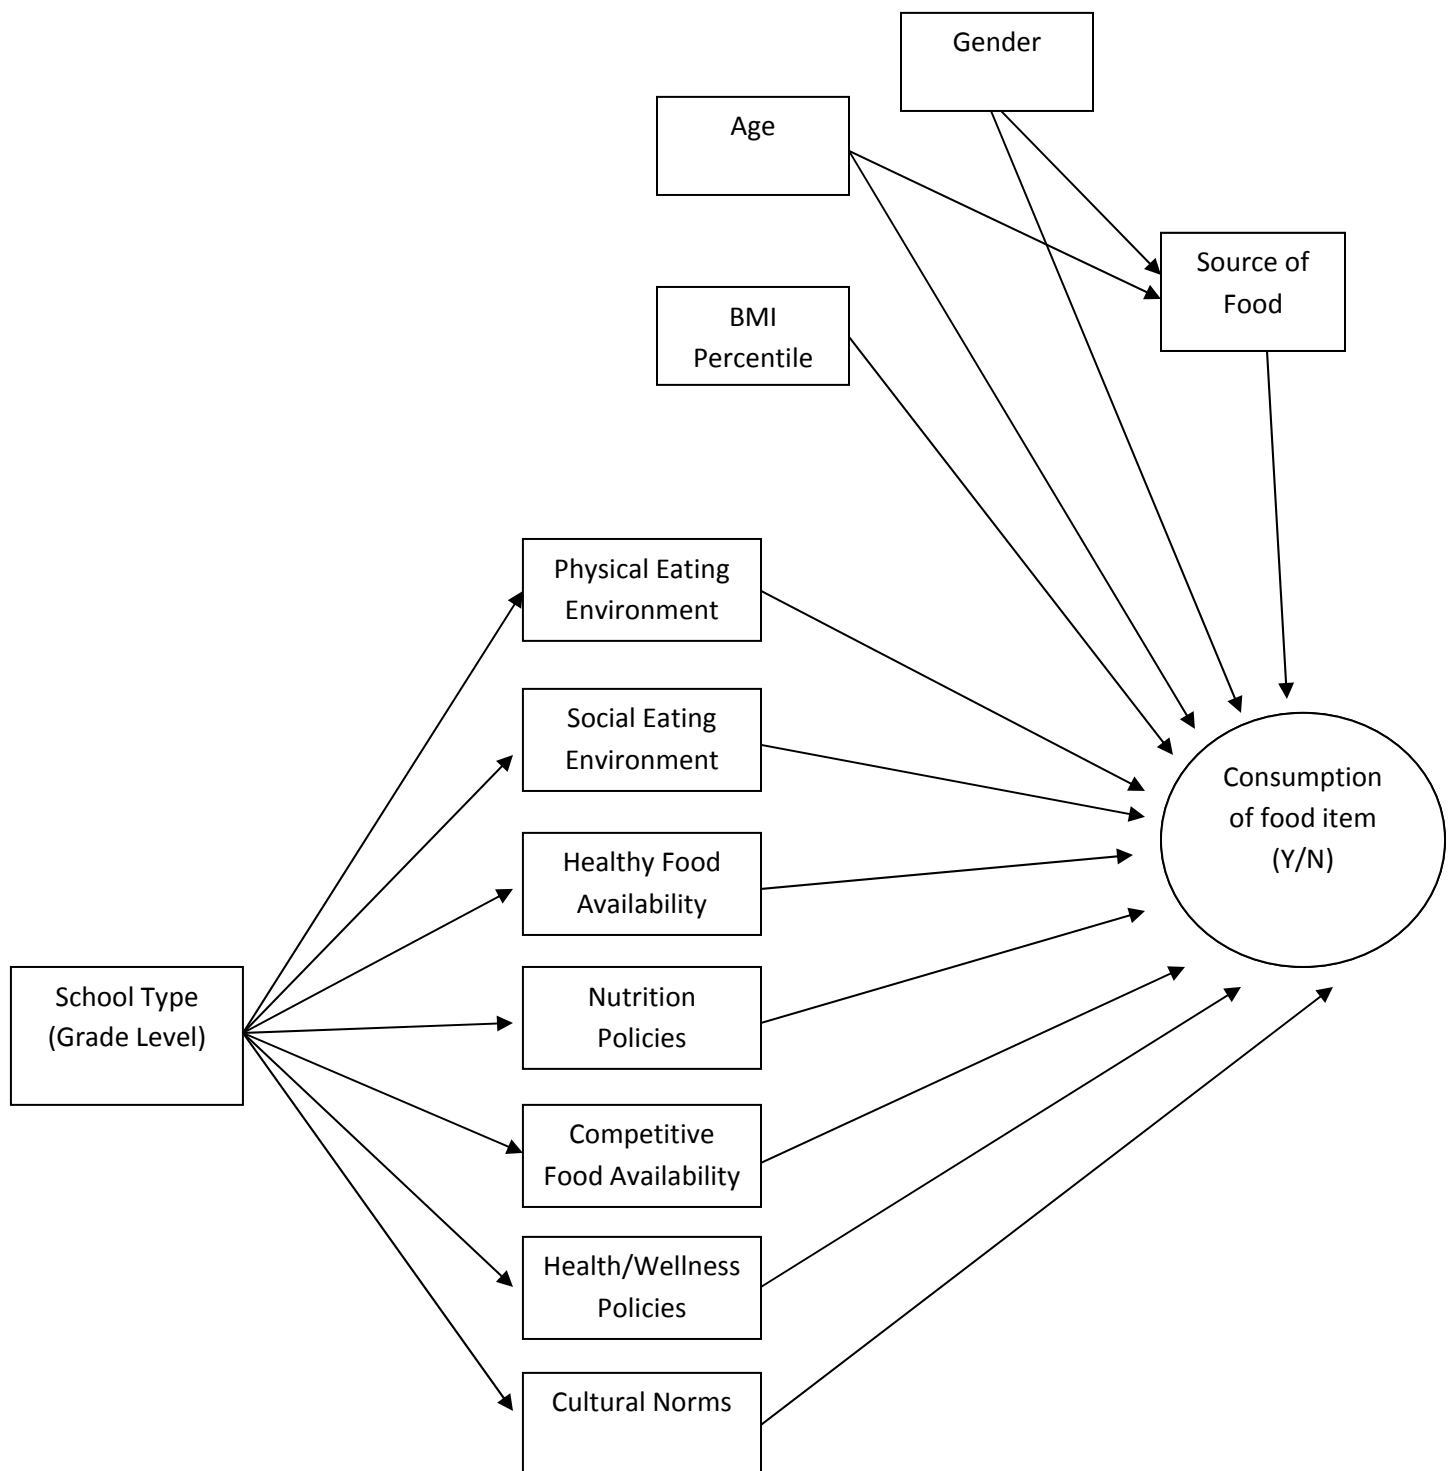 Gender
Age
Source of
Food
BMI
Percentile
Physical Eating
Environment
Social Eating
Environment
Consumption
of food item
(Y/N)
Healthy Food
Availability
School Type
(Grade Level)
Nutrition
Policies
Competitive
Food Availability
Health/Wellness
Policies
Cultural Norms